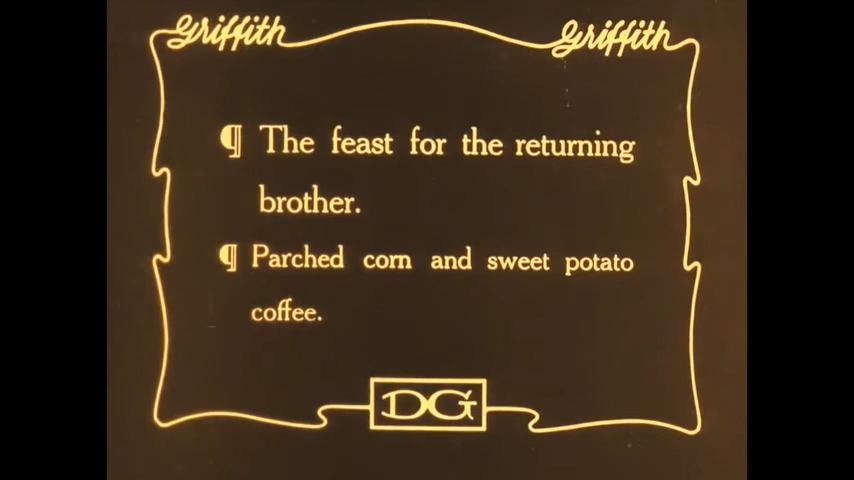 Griffith Griffith
¶ The feast for the returning
brother.
¶ Parched corn and sweet potato
coffee.
DG